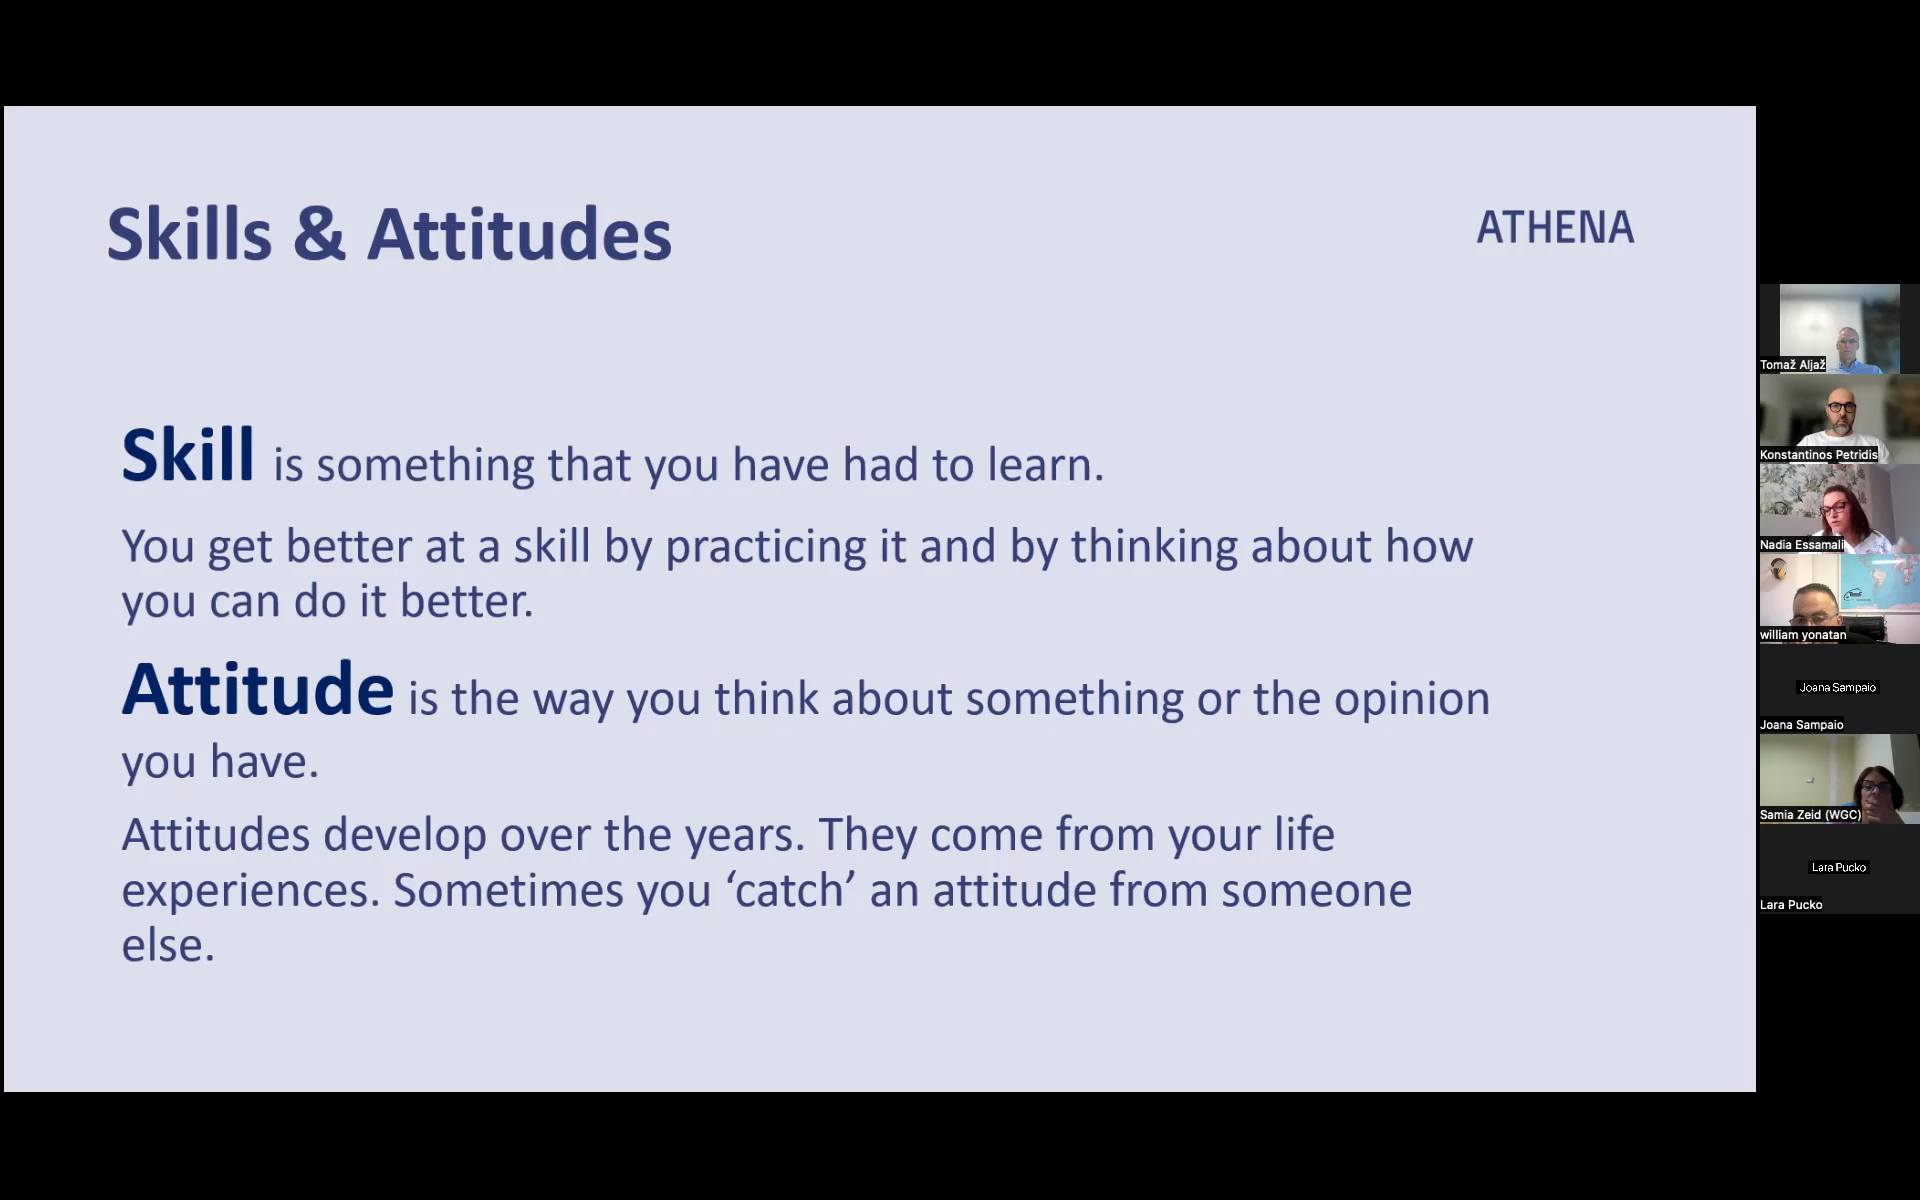 Skills & Attitudes
ATHENA
Skill is something that you have had to learn.
You get better at a skill by practicing it and by thinking about how
you can do it better.
Attitude is the way you think about something or the opinion
you have.
Attitudes develop over the years. They come from your life
experiences. Sometimes you ‘catch’ an attitude from someone
else.
Tomaž Aljaž
Konstantinos Petridis
Nadia Essamali
william yonatan
Joana Sampaio
Joana Sampaio
Samia Zeid (WGC)
Lara Pucko
Lara Pucko